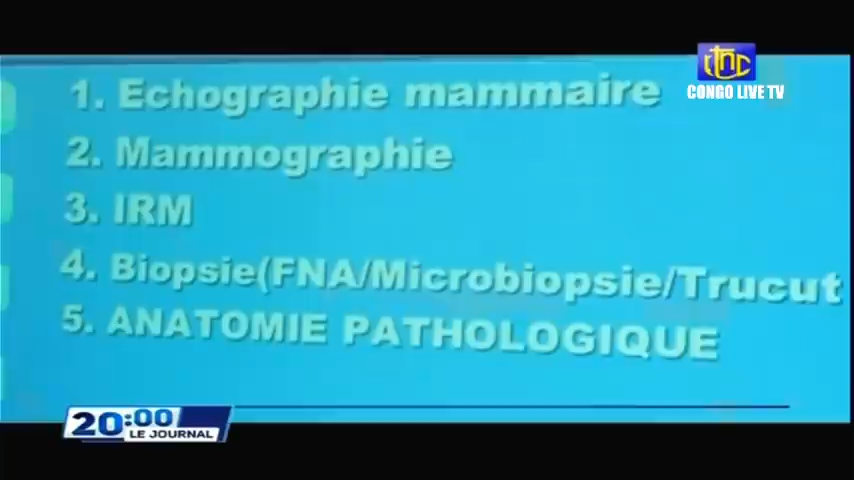 RTNC
CONGO LIVE TV
1. Echographie mammaire
2. Mammographie
3. IRM
4. Biopsie(FNA/Microbiopsie/Trucut
5. ANATOMIE PATHOLOGIQUE
20:00
LE JOURNAL